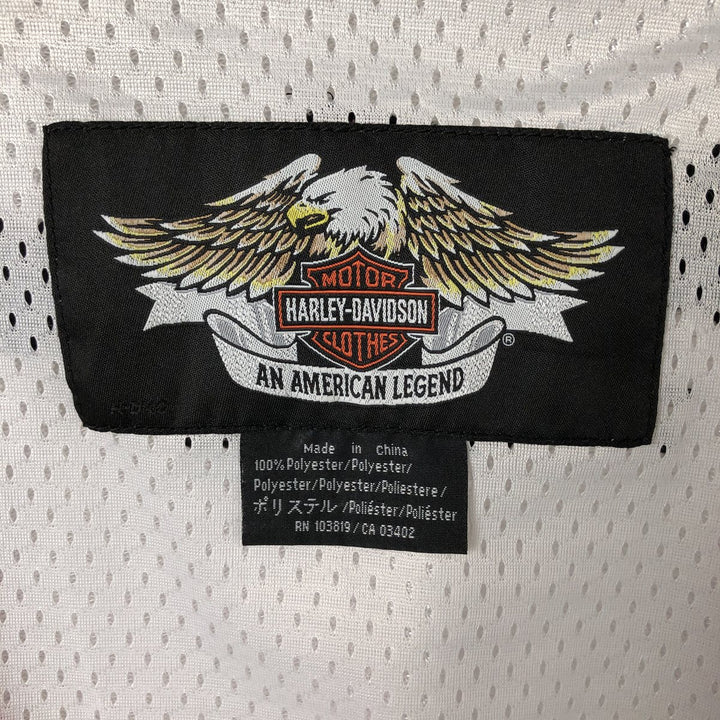 MOTOR
HARLEY-DAVIDSON
CLOTHES
®
AN AMERICAN LEGEND
Made in China
100% Polyester/Polyester/
Polyester/Polyester/Poliestere/
ポリステル/Poliéster/Poliéster
RN 103819/CA 03402